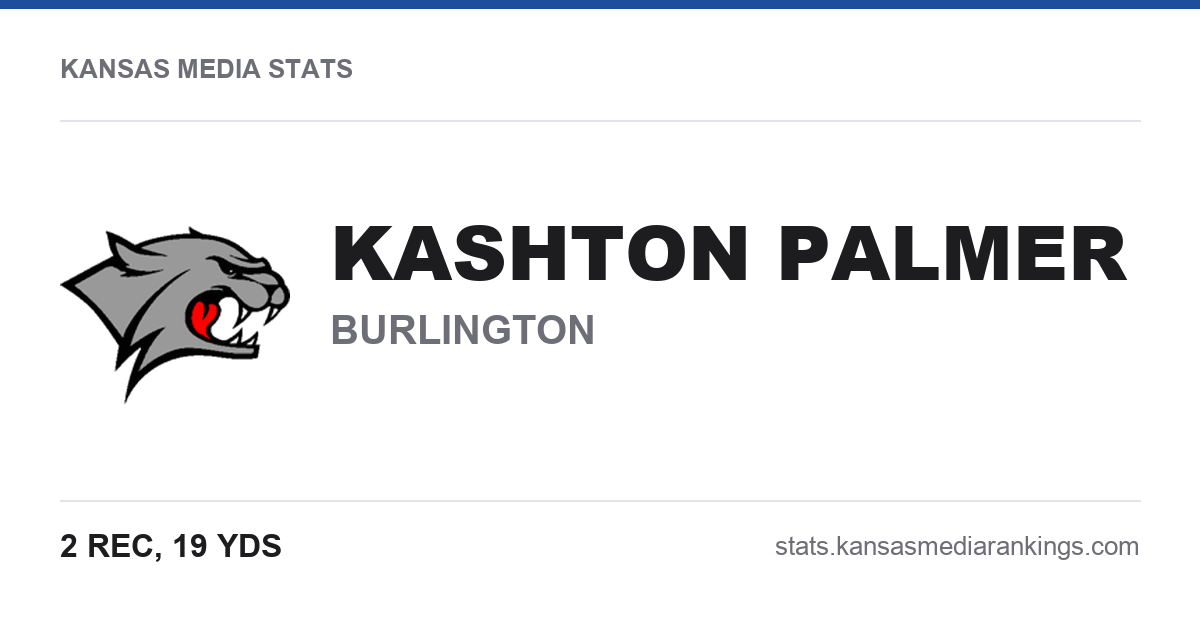 KANSAS MEDIA STATS
KASHTON PALMER
BURLINGTON
2 REC, 19 YDS
stats.kansasmediarankings.com